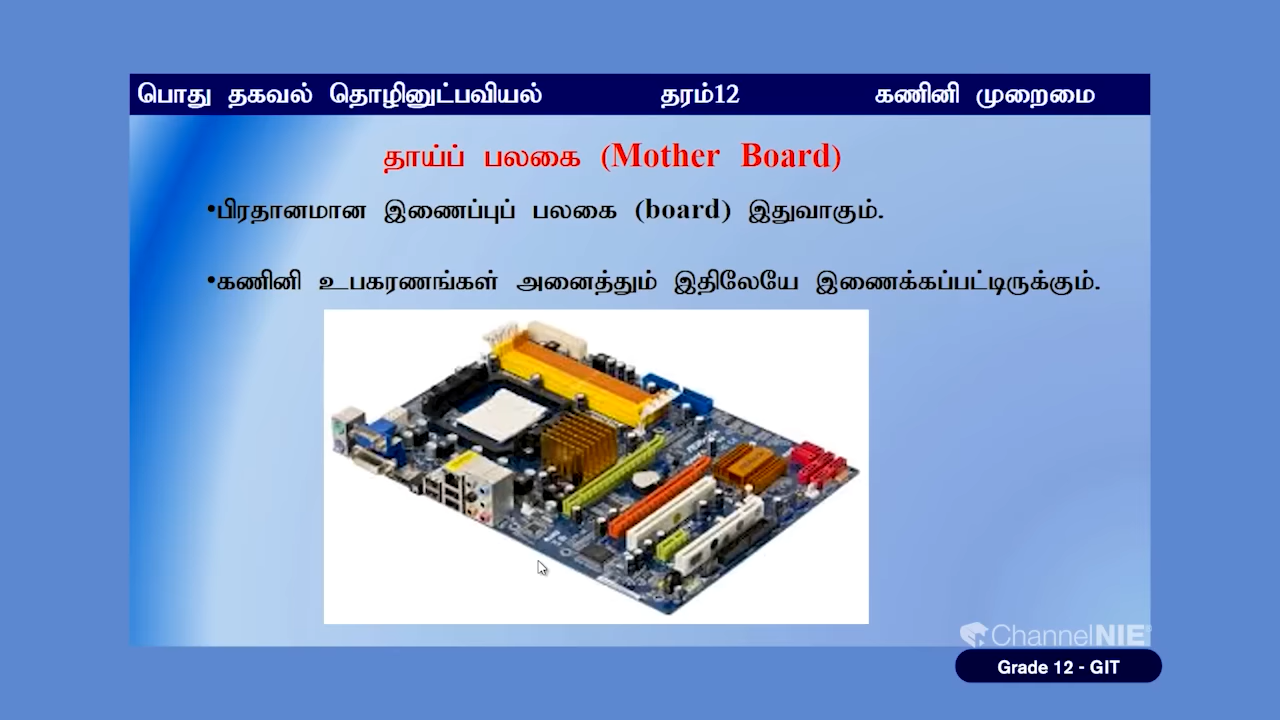 பொது தகவல் தொழினுட்பவியல் தரம்12 கணினி முறைமை
தாய்ப் பலகை (Mother Board)
•பிரதானமான இணைப்புப் பலகை (board) இதுவாகும்.
•கணினி உபகரணங்கள் அனைத்தும் இதிலேயே இணைக்கப்பட்டிருக்கும்.
ChannelNIE
Grade 12 - GIT